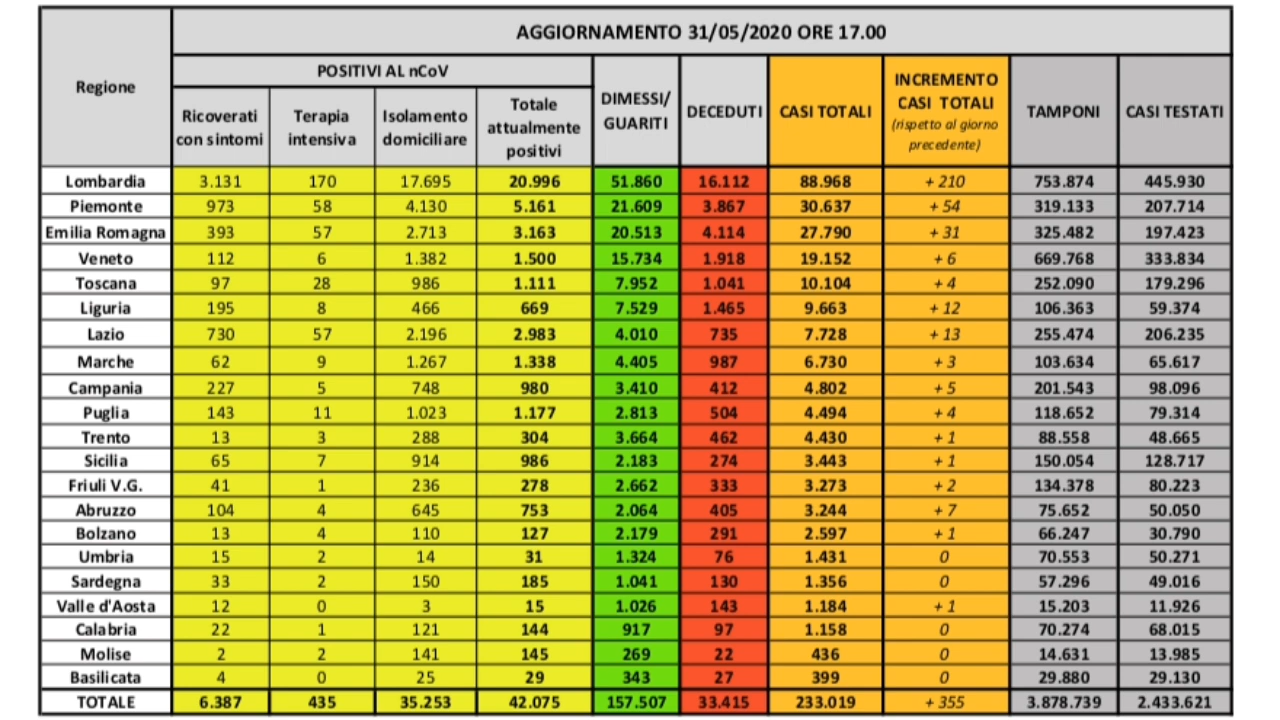 AGGIORNAMENTO 31/05/2020 ORE 17.00
Regione
POSITIVI AL nCoV
Ricoverati
con sintomi
Terapia
intensiva
Isolamento
domiciliare
Totale
attualmente
positivi
DIMESSI/
GUARITI
DECEDUTI
CASI TOTALI
INCREMENTO
CASI TOTALI
(rispetto al giorno
precedente)
TAMPONI
CASI TESTATI
Lombardia 3.131 170 17.695 20.996 51.860 16.112 88.968 + 210 753.874 445.930
Piemonte 973 58 4.130 5.161 21.609 3.867 30.637 + 54 319.133 207.714
Emilia Romagna 393 57 2.713 3.163 20.513 4.114 27.790 + 31 325.482 197.423
Veneto 112 6 1.382 1.500 15.734 1.918 19.152 + 6 669.768 333.834
Toscana 97 28 986 1.111 7.952 1.041 10.104 + 4 252.090 179.296
Liguria 195 8 466 669 7.529 1.465 9.663 + 12 106.363 59.374
Lazio 730 57 2.196 2.983 4.010 735 7.728 + 13 255.474 206.235
Marche 62 9 1.267 1.338 4.405 987 6.730 + 3 103.634 65.617
Campania 227 5 748 980 3.410 412 4.802 + 5 201.543 98.096
Puglia 143 11 1.023 1.177 2.813 504 4.494 + 4 118.652 79.314
Trento 13 3 288 304 3.664 462 4.430 + 1 88.558 48.665
Sicilia 65 7 914 986 2.183 274 3.443 + 1 150.054 128.717
Friuli V.G. 41 1 236 278 2.662 333 3.273 + 2 134.378 80.223
Abruzzo 104 4 645 753 2.064 405 3.244 + 7 75.652 50.050
Bolzano 13 4 110 127 2.179 291 2.597 + 1 66.247 30.790
Umbria 15 2 14 31 1.324 76 1.431 0 70.553 50.271
Sardegna 33 2 150 185 1.041 130 1.356 0 57.296 49.016
Valle d'Aosta 12 0 3 15 1.026 143 1.184 + 1 15.203 11.926
Calabria 22 1 121 144 917 97 1.158 0 70.274 68.015
Molise 2 2 141 145 269 22 436 0 14.631 13.985
Basilicata 4 0 25 29 343 27 399 0 29.880 29.130
TOTALE 6.387 435 35.253 42.075 157.507 33.415 233.019 + 355 3.878.739 2.433.621